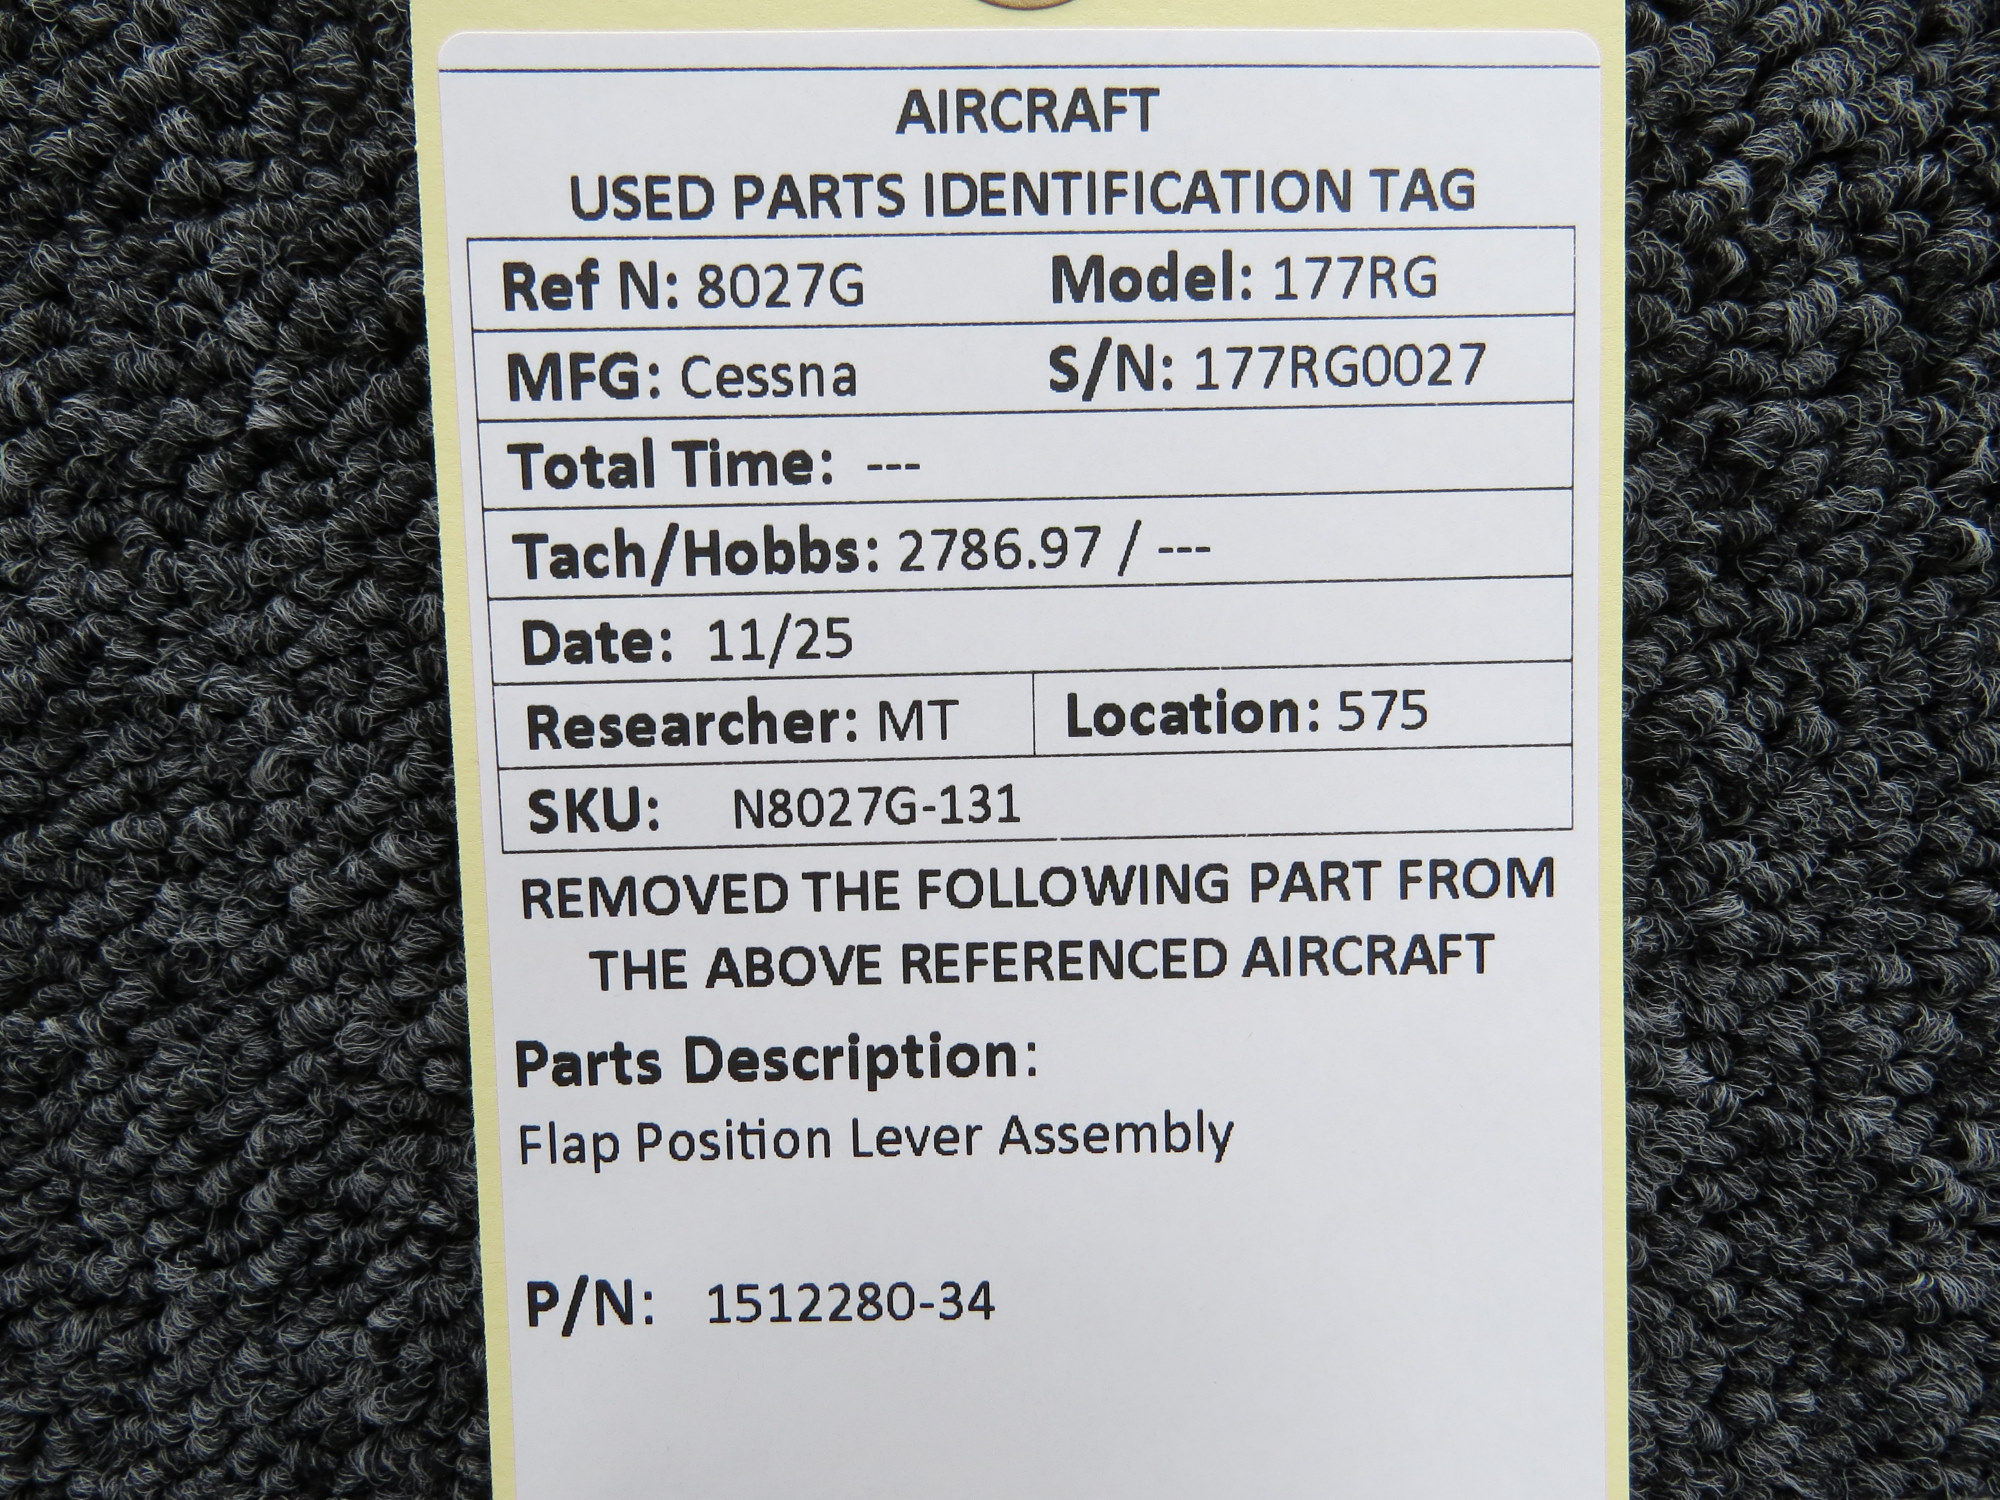 AIRCRAFT
USED PARTS IDENTIFICATION TAG
Ref N: 8027G Model: 177RG
MFG: Cessna S/N: 177RG0027
Total Time: ---
Tach/Hobbs: 2786.97 / ---
Date: 11/25
Researcher: MT Location: 575
SKU: N8027G-131
REMOVED THE FOLLOWING PART FROM
THE ABOVE REFERENCED AIRCRAFT
Parts Description:
Flap Position Lever Assembly
P/N: 1512280-34